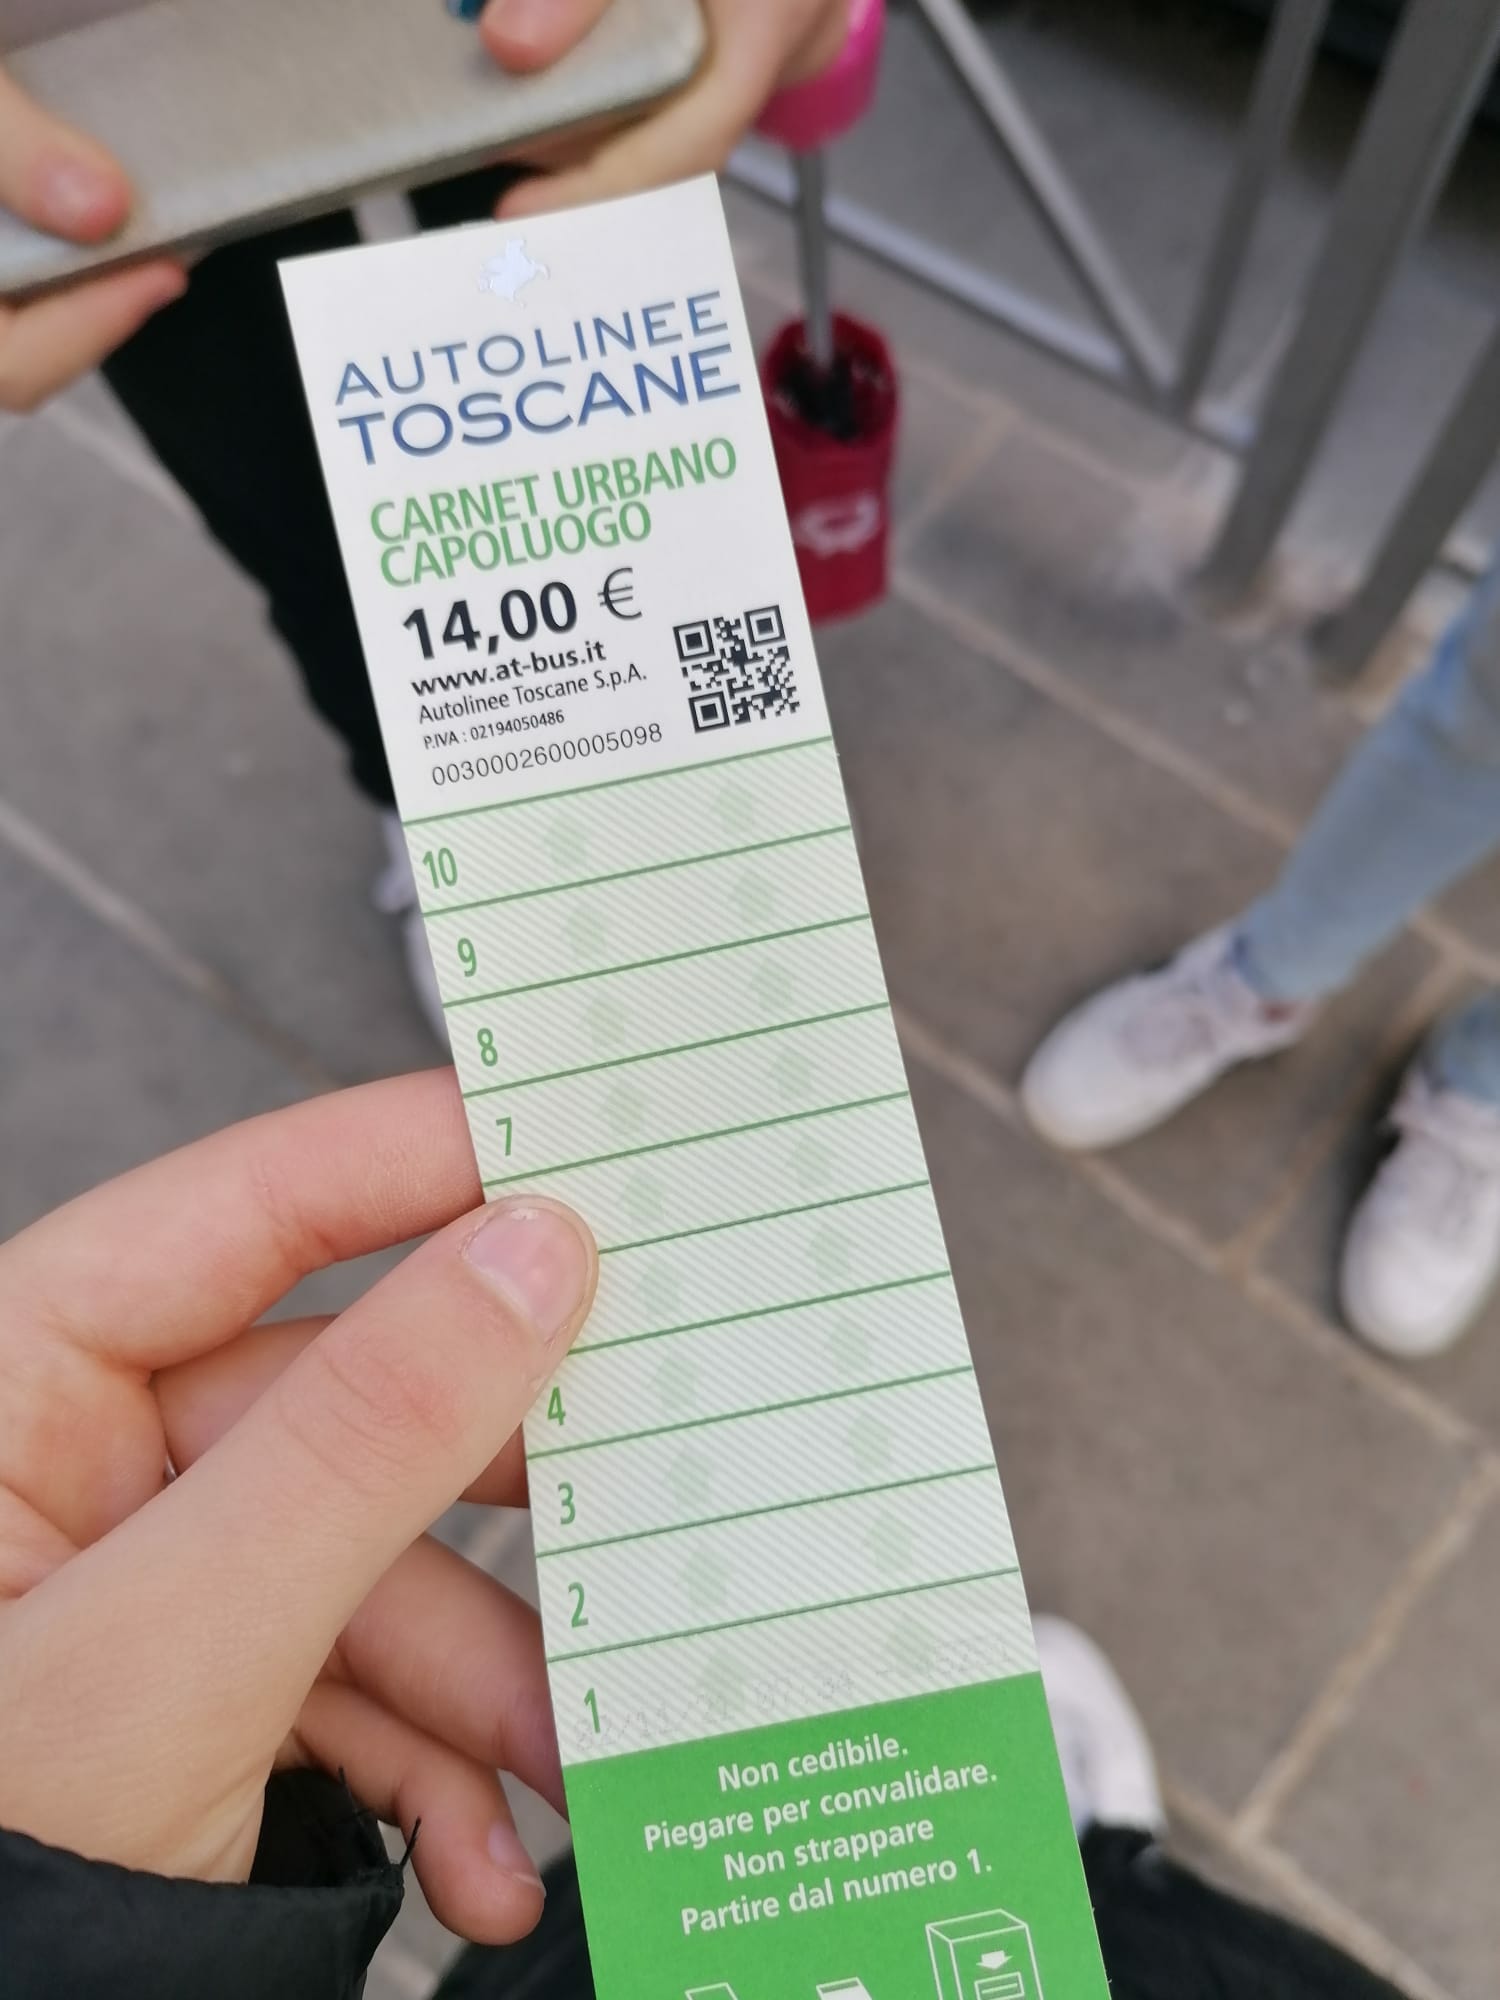 AUTOLINEE
TOSCANE
CARNET URBANO
CAPOLUOGO
14,00 €
www.at-bus.it
Autolinee Toscane S.p.A.
P.IVA : 02194050486
0030002600005098
10
9
8
7
4
3
2
1
Non cedibile.
Piegare per convalidare.
Non strappare
Partire dal numero 1.